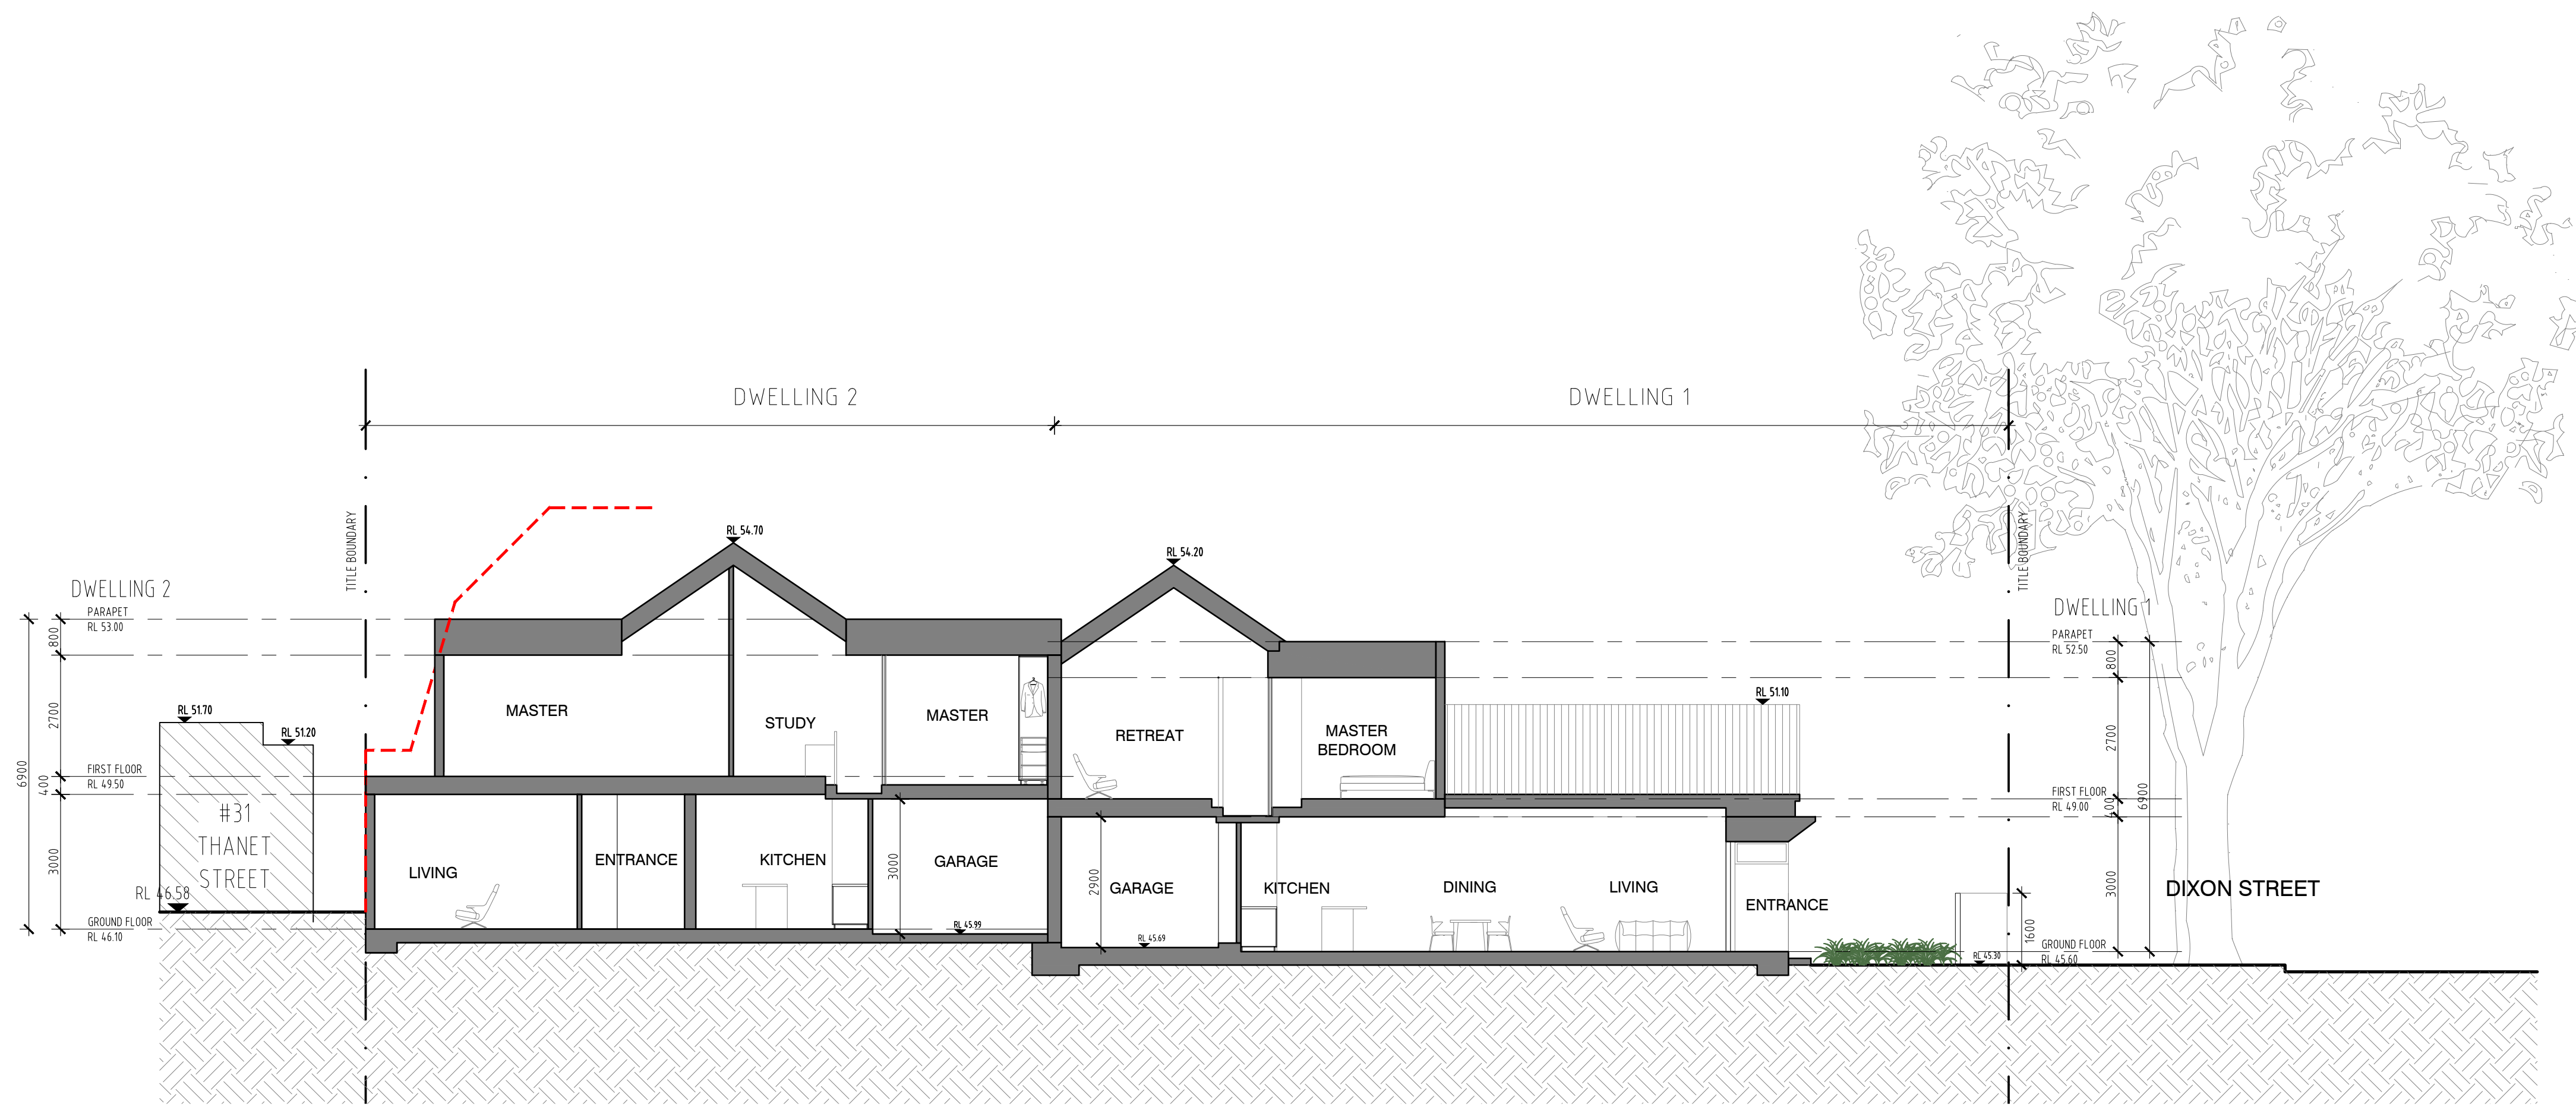 DWELLING 2
DWELLING 1
TITLE BOUNDARY
TITLE BOUNDARY
RL 54.70
RL 54.20
DWELLING 2
PARAPET
RL 53.00
800
2700
6900
400
3000
FIRST FLOOR
RL 49.50
GROUND FLOOR
RL 46.10
RL 51.70
RL 51.20
#31
THANET
STREET
RL 46.58
MASTER
STUDY
MASTER
RETREAT
MASTER
BEDROOM
RL 51.10
LIVING
ENTRANCE
KITCHEN
3000
GARAGE
RL 45.99
2900
GARAGE
RL 45.69
KITCHEN
DINING
LIVING
ENTRANCE
RL 45.30
1600
DWELLING 1
PARAPET
RL 52.50
800
2700
6900
400
3000
FIRST FLOOR
RL 49.00
GROUND FLOOR
RL 45.60
DIXON STREET